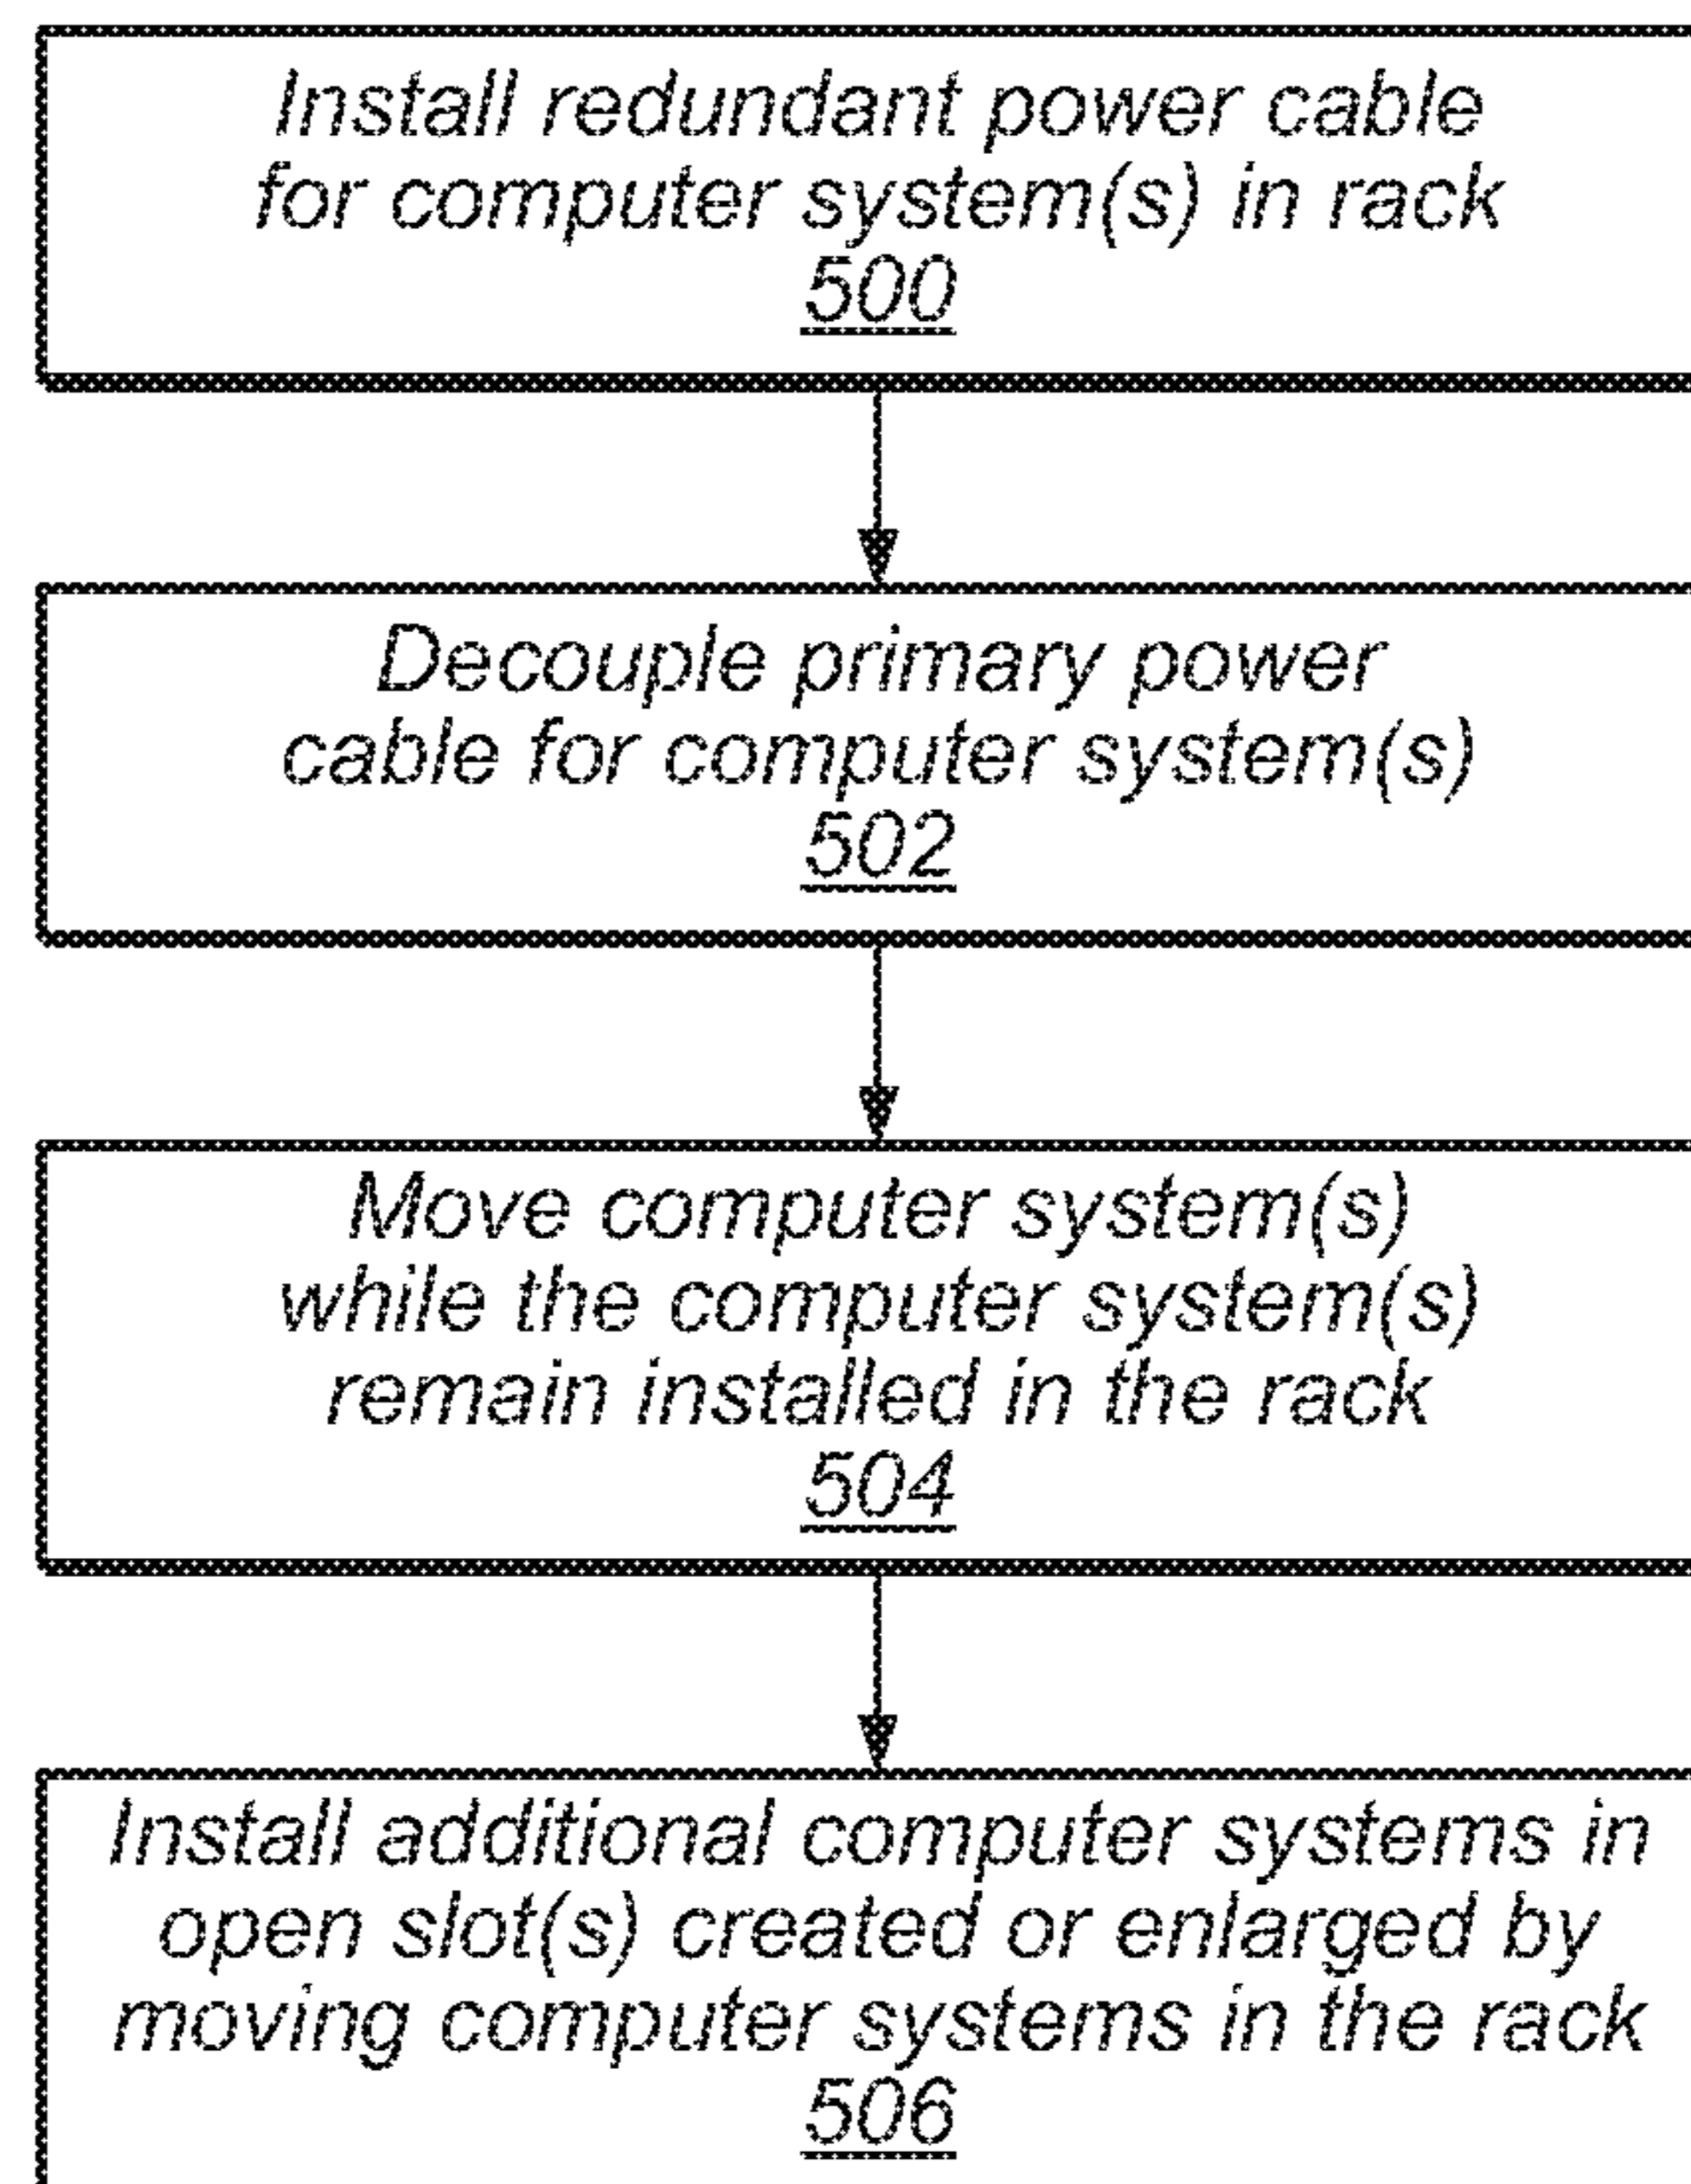 Install redundant power cable
for computer system(s) in rack
500
Decouple primary power
cable for computer system(s)
502
Move computer system(s)
while the computer system(s)
remain installed in the rack
504
Install additional computer systems in
open slot(s) created or enlarged by
moving computer systems in the rack
506